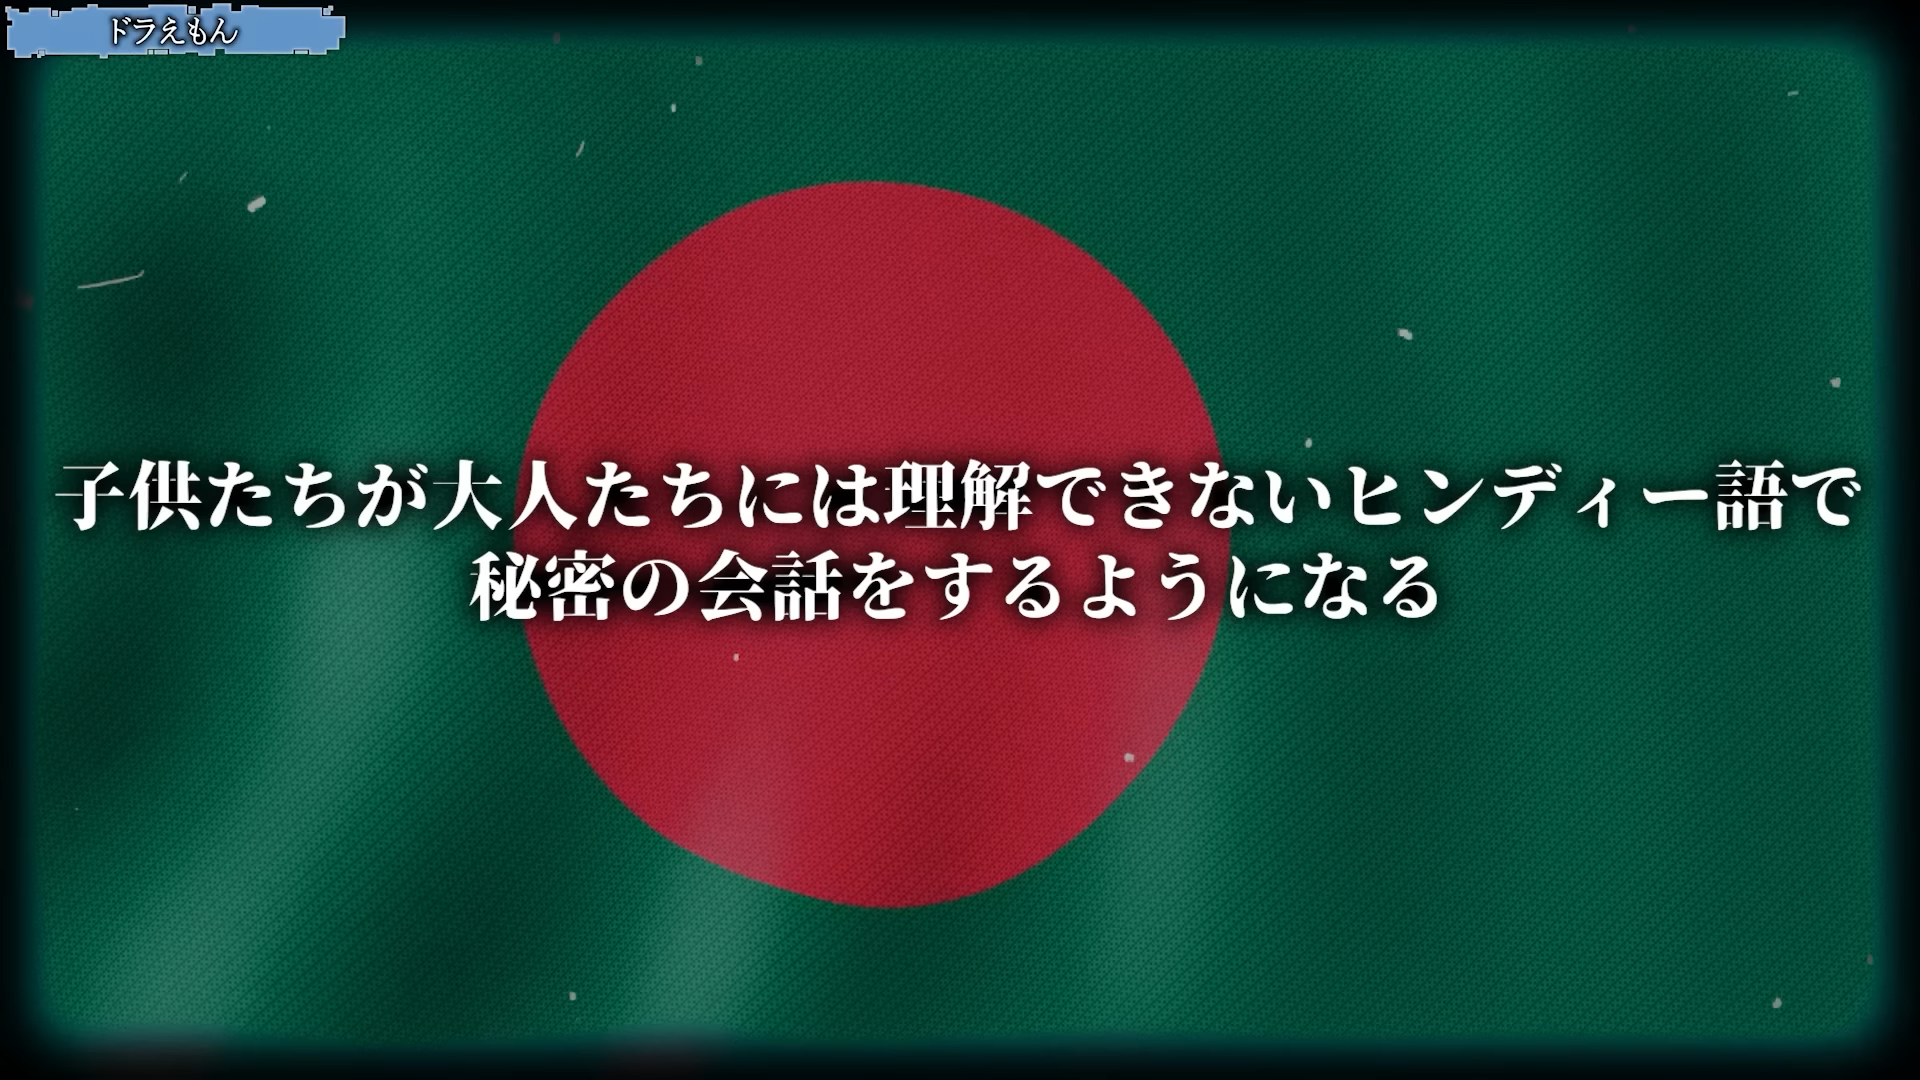 ドラえもん
子供たちが大人たちには理解できないヒンディー語で
秘密の会話をするようになる